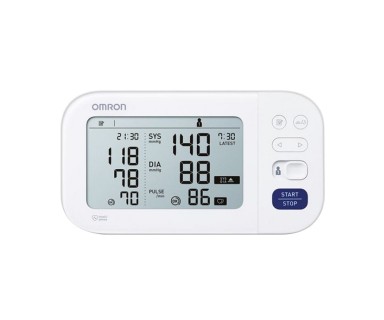 OMRON
21:30 SYS mmHg 140 7:30 LATEST
118
DIA mmHg 88
78
PULSE /min OK 86
70
START
STOP